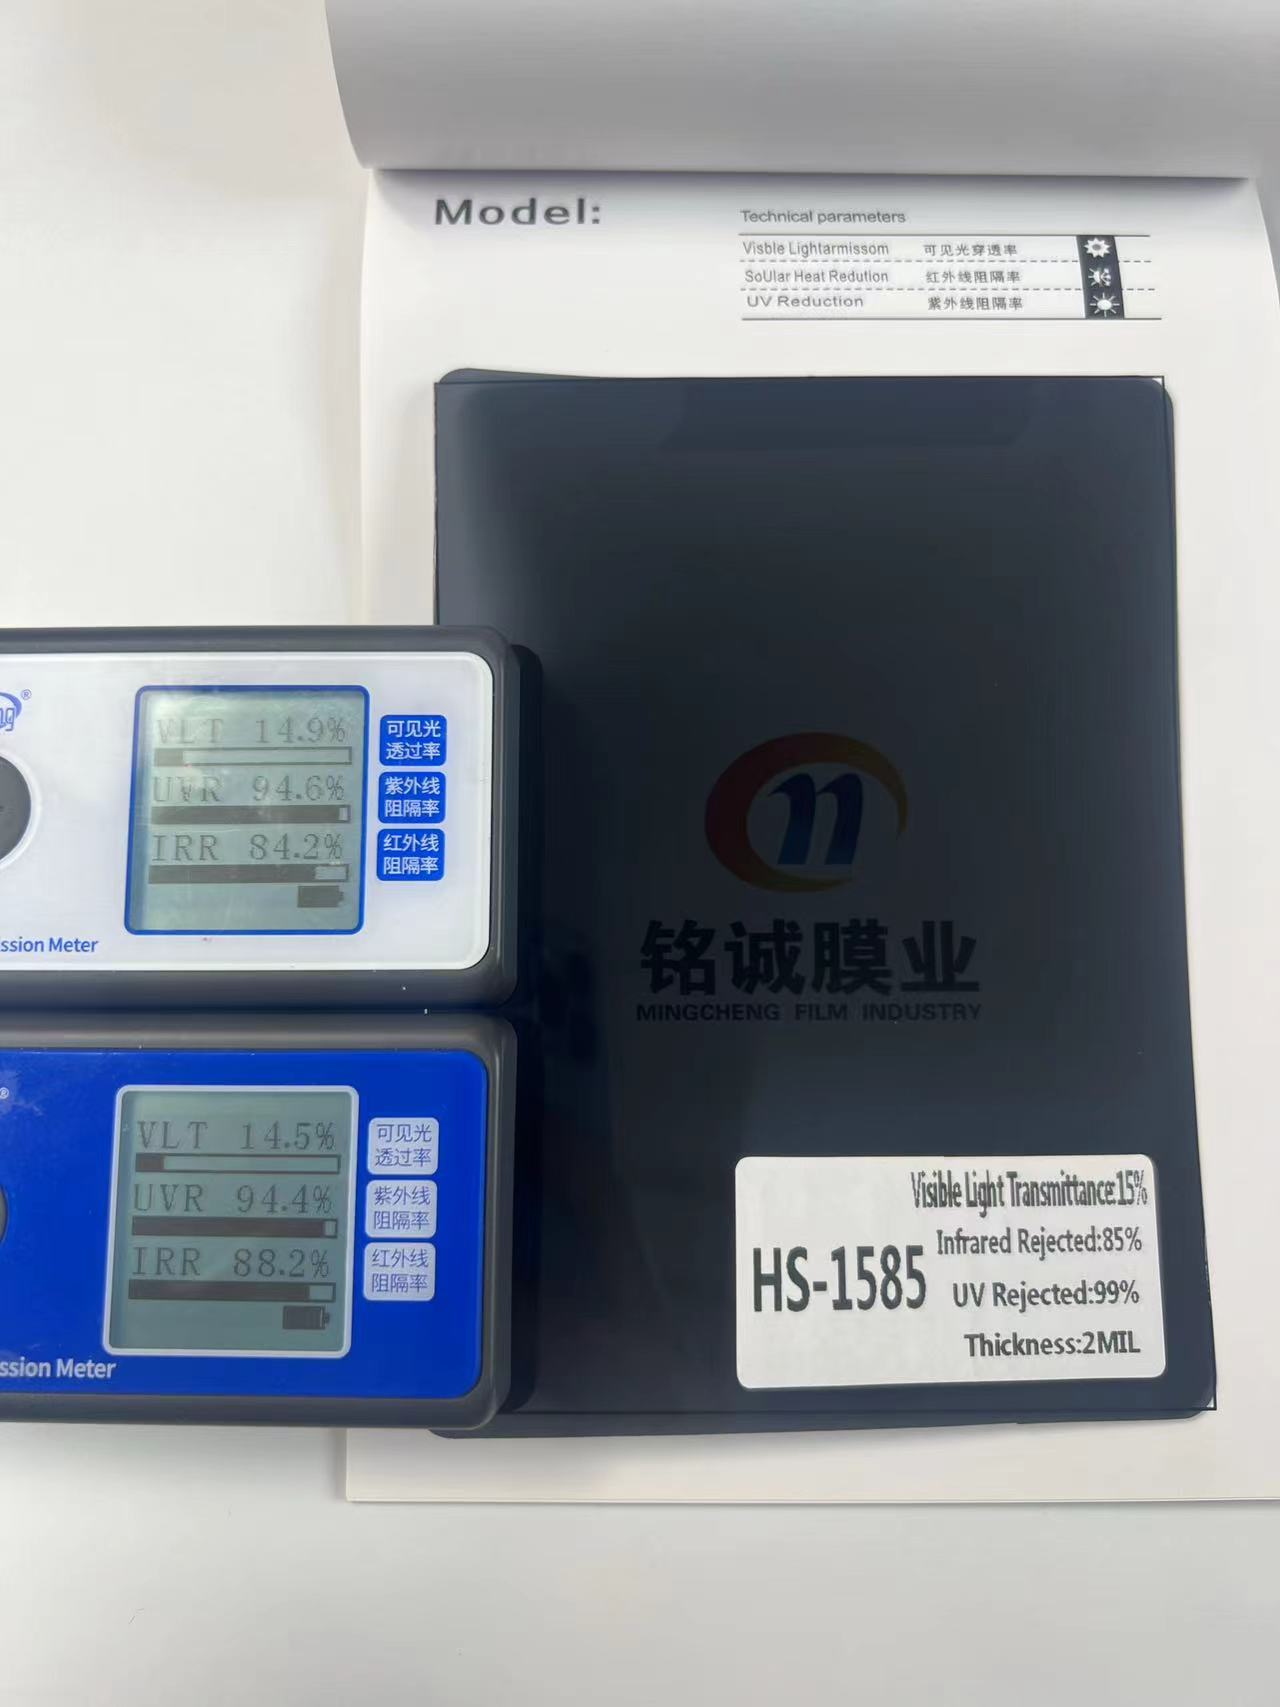 Model:
Technical parameters
Visble Lightarmissom 可见光穿透率
SoUlar Heat Redution 红外线阻隔率
UV Reduction 紫外线阻隔率
®
VLT 14.9%
UVR 94.6%
IRR 84.2%
可见光
透过率
紫外线
阻隔率
红外线
阻隔率
ssion Meter
铭诚膜业
MINGCHENG FILM INDUSTRY
®
VLT 14.5%
UVR 94.4%
IRR 88.2%
可见光
透过率
紫外线
阻隔率
红外线
阻隔率
ssion Meter
HS-1585
Visible Light Transmittance:15%
Infrared Rejected:85%
UV Rejected:99%
Thickness:2MIL